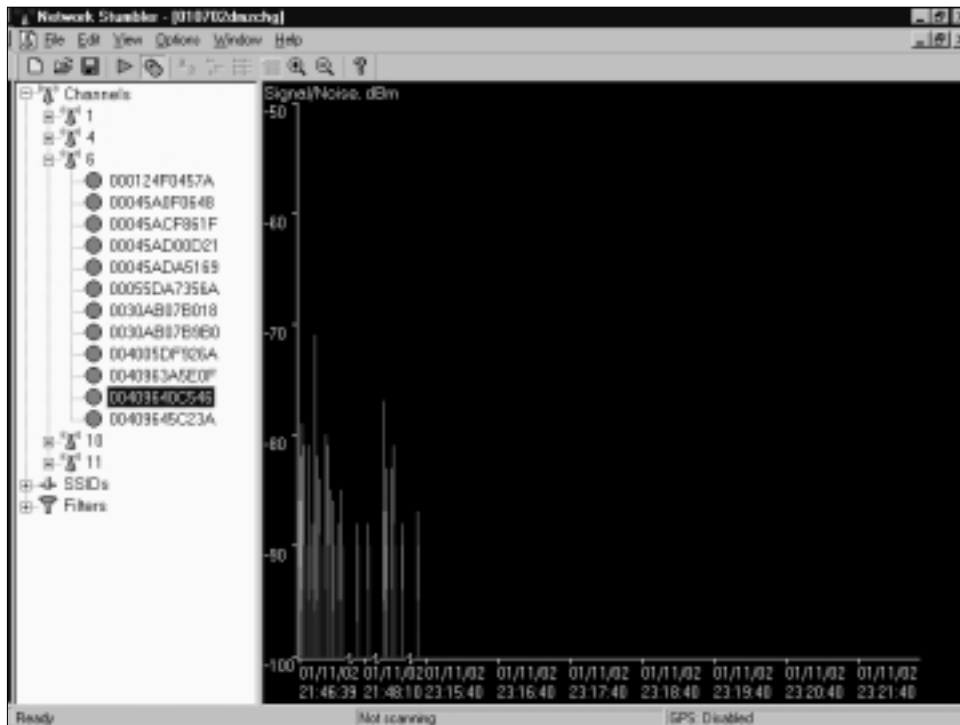 Network Stumbler - [010702dmzchg]
File Edit View Options Window Help
Channels
1
4
6
000124F0457A
00045A0F0648
00045ACF861F
00045AD00D21
00045ADA5169
00055DA7356A
0030AB07B018
0030AB07B9B0
004005DF926A
0040963A5E0F
00409640C546
00409645C23A
10
11
SSIDs
Filters
Signal/Noise, dBm
-50
-60
-70
-80
-90
-100
01/11/02 01/11/02 01/11/02 01/11/02 01/11/02 01/11/02 01/11/02 01/11/02 01/11/02
21:46:39 21:48:10 23:15:40 23:16:40 23:17:40 23:18:40 23:19:40 23:20:40 23:21:40
Ready
Not scanning
GPS: Disabled